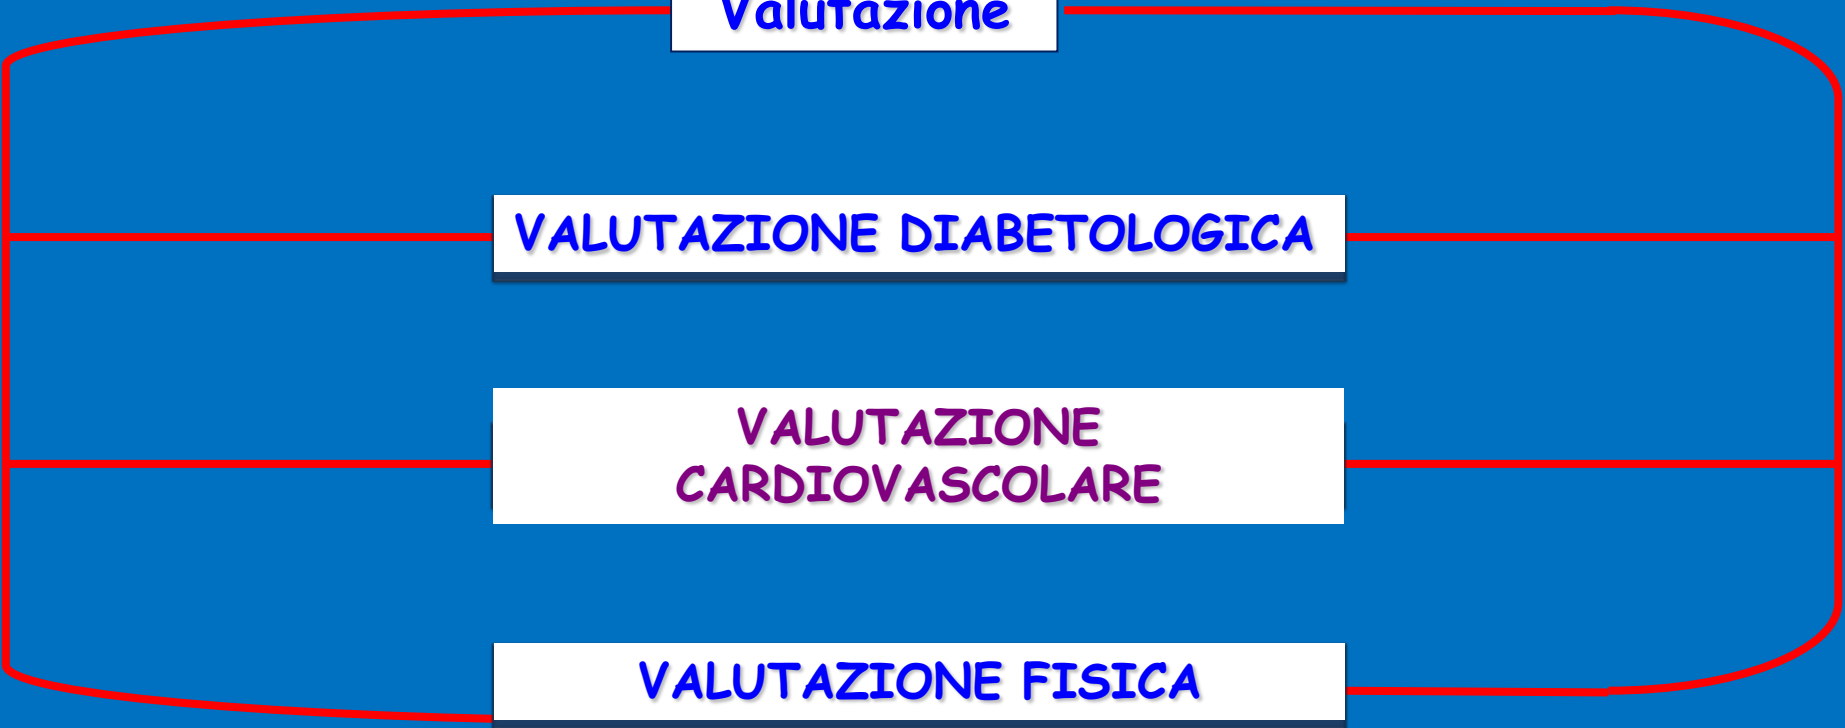 Valutazione
VALUTAZIONE DIABETOLOGICA
VALUTAZIONE
CARDIOVASCOLARE
VALUTAZIONE FISICA